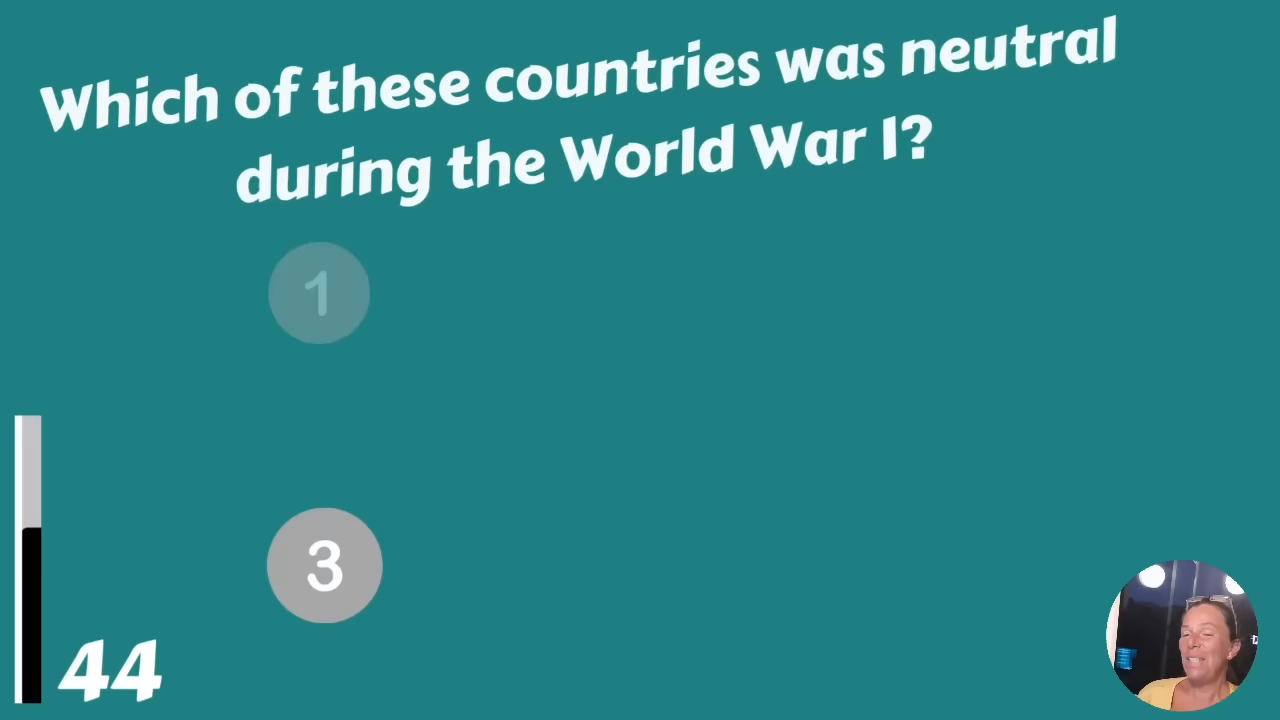 Which of these countries was neutral
during the World War I?
1
3
44